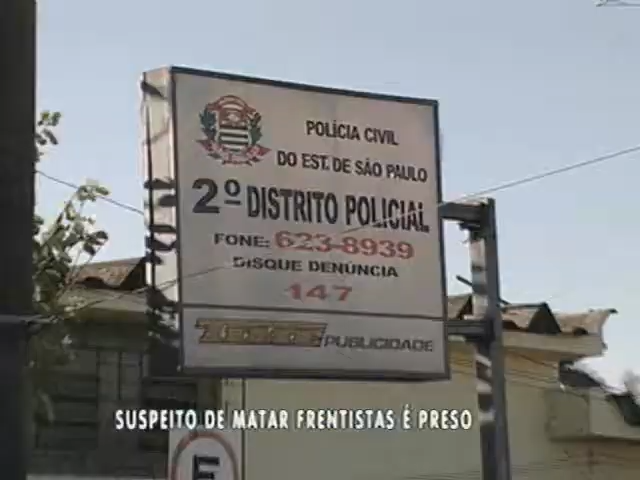 POLÍCIA CIVIL
DO EST. DE SÃO PAULO
2º DISTRITO POLICIAL
FONE: 623-8939
DISQUE DENÚNCIA
147
PUBLICIDADE
SUSPEITO DE MATAR FRENTISTAS É PRESO
E